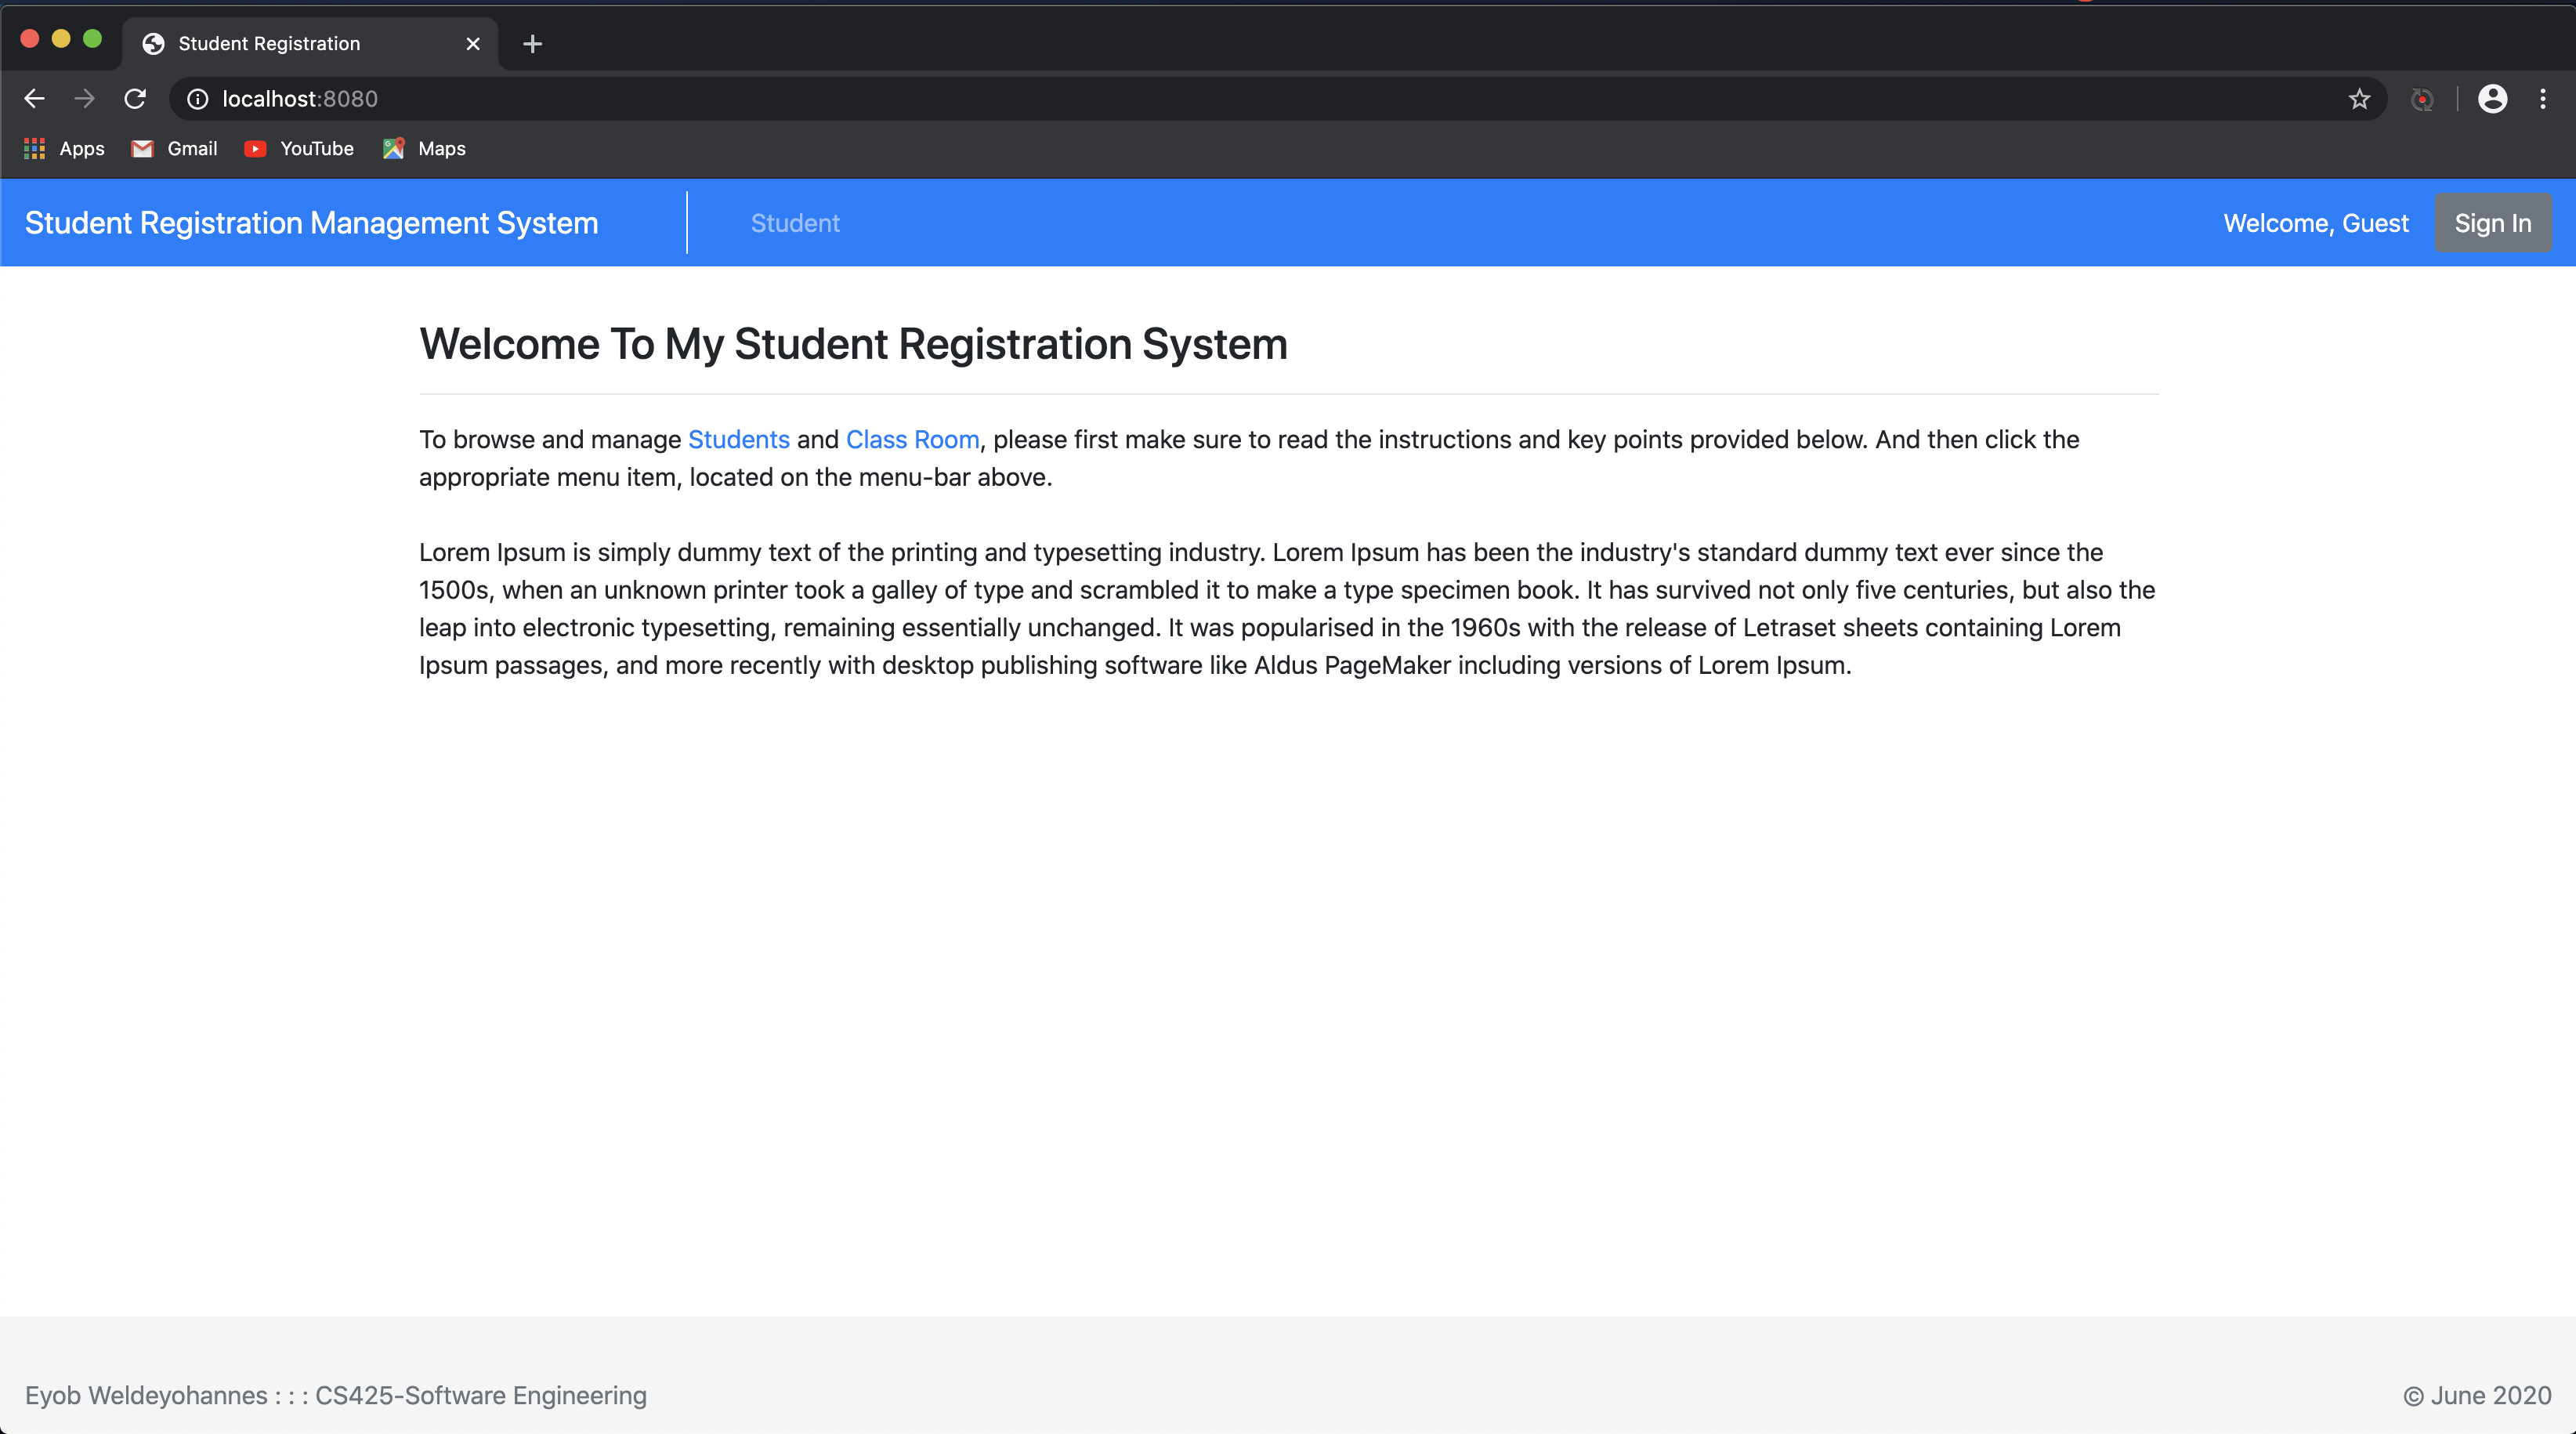 Student Registration
localhost:8080
Apps Gmail YouTube Maps
Student Registration Management System Student Welcome, Guest Sign In
Welcome To My Student Registration System
To browse and manage Students and Class Room, please first make sure to read the instructions and key points provided below. And then click the
appropriate menu item, located on the menu-bar above.
Lorem Ipsum is simply dummy text of the printing and typesetting industry. Lorem Ipsum has been the industry's standard dummy text ever since the
1500s, when an unknown printer took a galley of type and scrambled it to make a type specimen book. It has survived not only five centuries, but also the
leap into electronic typesetting, remaining essentially unchanged. It was popularised in the 1960s with the release of Letraset sheets containing Lorem
Ipsum passages, and more recently with desktop publishing software like Aldus PageMaker including versions of Lorem Ipsum.
Eyob Weldeyohannes : : : CS425-Software Engineering © June 2020